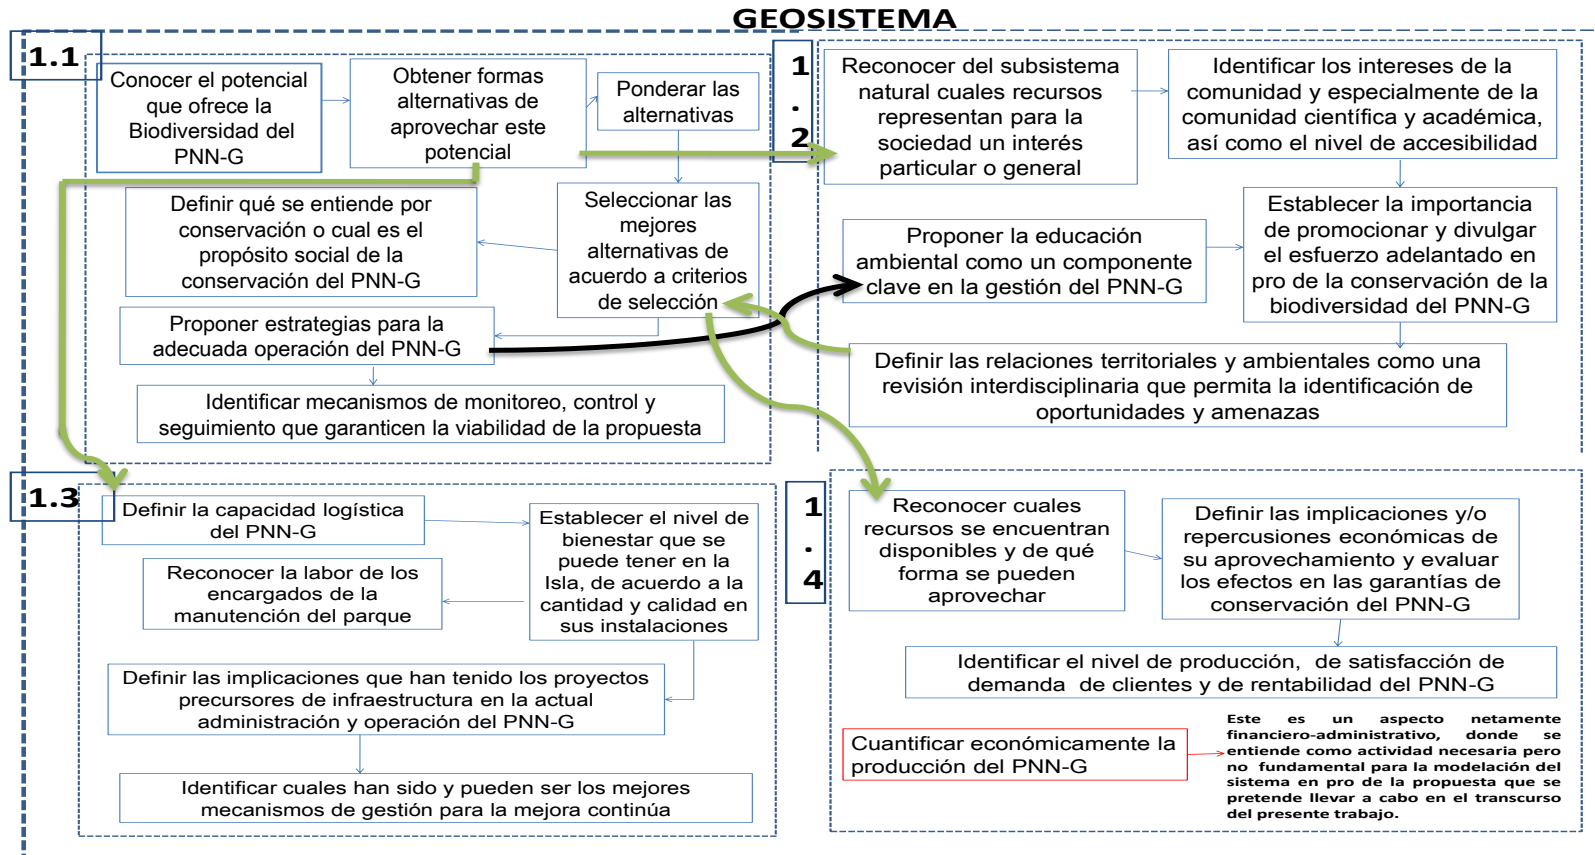 GEOSISTEMA
1.1
Conocer el potencial
que ofrece la
Biodiversidad del
PNN-G
Obtener formas
alternativas de
aprovechar este
potencial
Ponderar las
alternativas
Seleccionar las
mejores
alternativas de
acuerdo a criterios
de selección
Definir qué se entiende por
conservación o cual es el
propósito social de la
conservación del PNN-G
Proponer estrategias para la
adecuada operación del PNN-G
Identificar mecanismos de monitoreo, control y
seguimiento que garanticen la viabilidad de la propuesta
1
.
2
Reconocer del subsistema
natural cuales recursos
representan para la
sociedad un interés
particular o general
Identificar los intereses de la
comunidad y especialmente de la
comunidad científica y académica,
así como el nivel de accesibilidad
Establecer la importancia
de promocionar y divulgar
el esfuerzo adelantado en
pro de la conservación de la
biodiversidad del PNN-G
Proponer la educación
ambiental como un componente
clave en la gestión del PNN-G
Definir las relaciones territoriales y ambientales como una
revisión interdisciplinaria que permita la identificación de
oportunidades y amenazas
1.3
Definir la capacidad logística
del PNN-G
Establecer el nivel de
bienestar que se
puede tener en la
Isla, de acuerdo a la
cantidad y calidad en
sus instalaciones
Reconocer la labor de los
encargados de la
manutención del parque
Definir las implicaciones que han tenido los proyectos
precursores de infraestructura en la actual
administración y operación del PNN-G
Identificar cuales han sido y pueden ser los mejores
mecanismos de gestión para la mejora continúa
1
.
4
Reconocer cuales
recursos se encuentran
disponibles y de qué
forma se pueden
aprovechar
Definir las implicaciones y/o
repercusiones económicas de
su aprovechamiento y evaluar
los efectos en las garantías de
conservación del PNN-G
Identificar el nivel de producción, de satisfacción de
demanda de clientes y de rentabilidad del PNN-G
Cuantificar económicamente la
producción del PNN-G
Este es un aspecto netamente
financiero-administrativo, donde se
entiende como actividad necesaria pero
no fundamental para la modelación del
sistema en pro de la propuesta que se
pretende llevar a cabo en el transcurso
del presente trabajo.